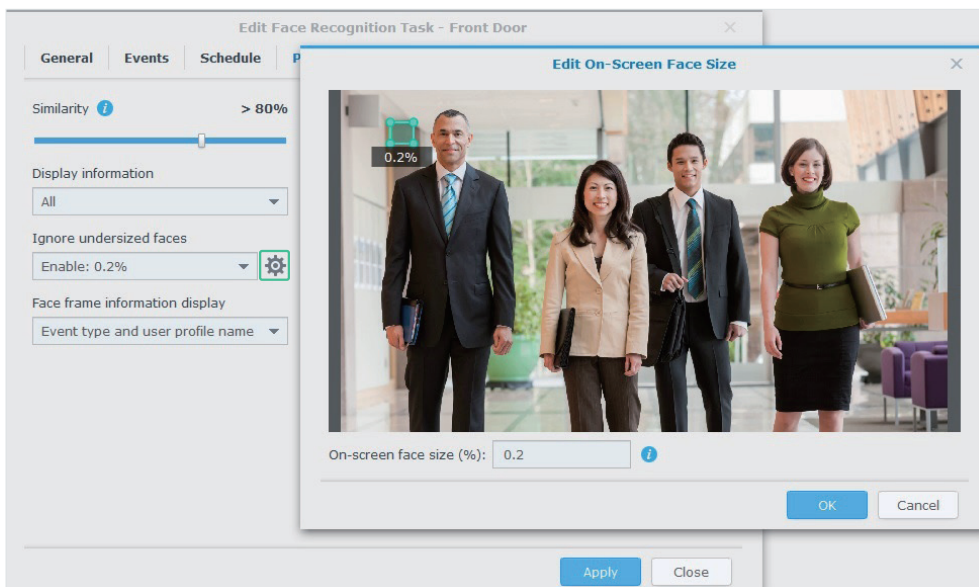 Edit Face Recognition Task - Front Door
General Events Schedule P
Edit On-Screen Face Size
Similarity > 80%
0.2%
Display information
All
Ignore undersized faces
Enable: 0.2%
Face frame information display
Event type and user profile name
On-screen face size (%): 0.2
OK Cancel
Apply Close